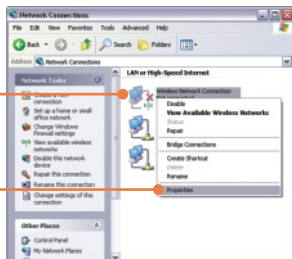 Network Connections
File Edit View Favorites Tools Advanced Help
Back Search Folders
Address Network Connections
Network Tasks
Create a new connection
Set up a home or small office network
Change Windows Firewall settings
View available wireless networks
Disable this network device
Repair this connection
Rename this connection
Change settings of this connection
Other Places
Control Panel
My Network Places
LAN or High-Speed Internet
Wireless Network Connection
Disable
View Available Wireless Networks
Status
Repair
Bridge Connections
Create Shortcut
Delete
Rename
Properties